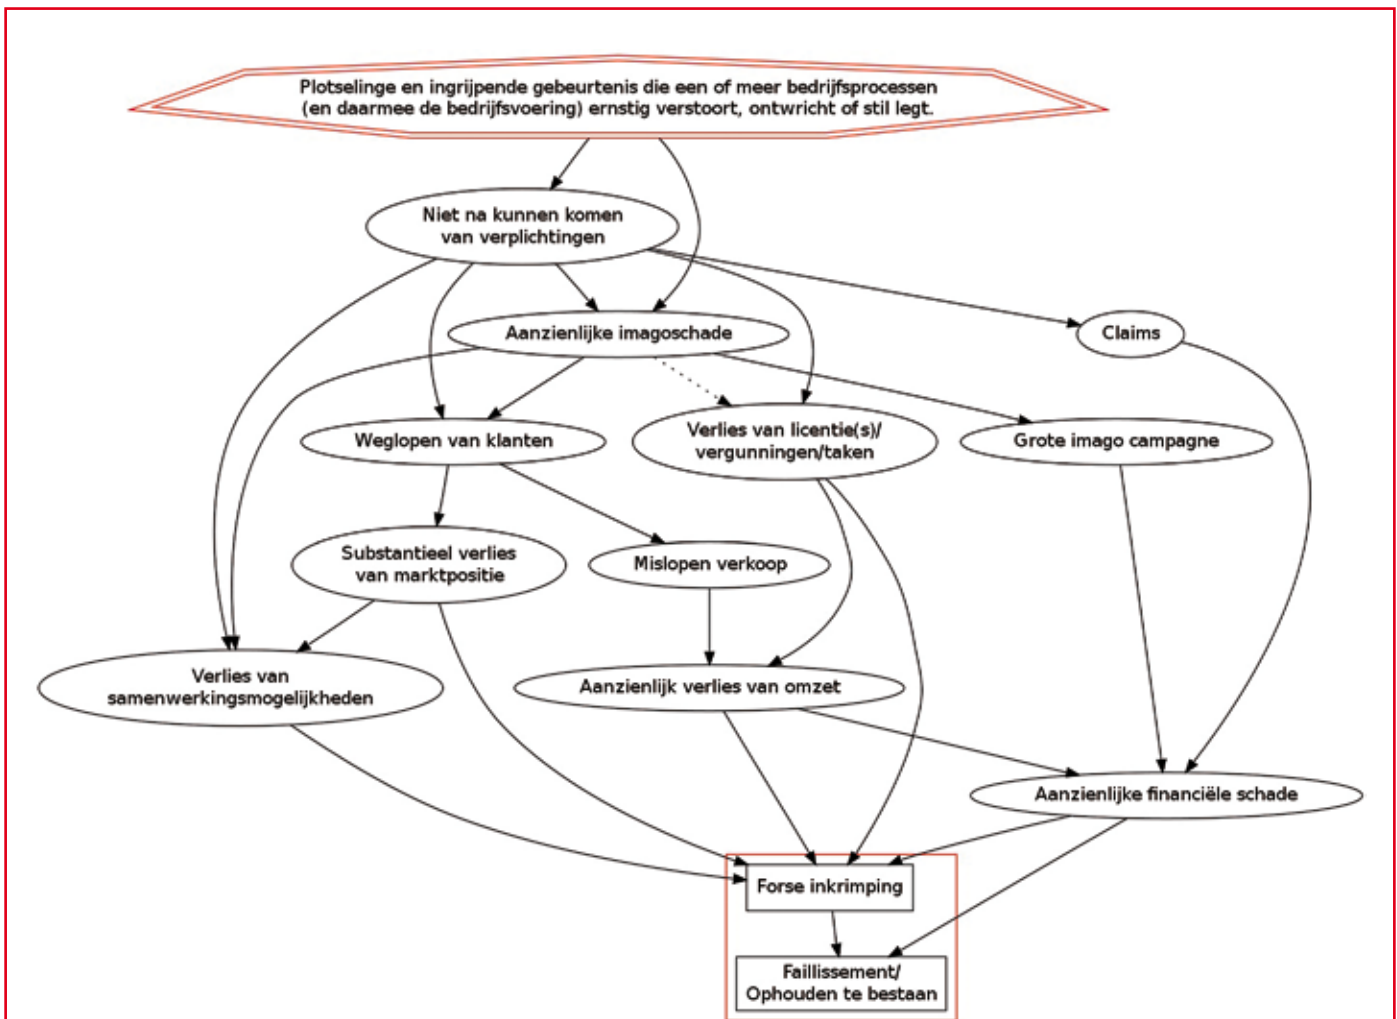 Plotselinge en ingrijpende gebeurtenis die een of meer bedrijfsprocessen
(en daarmee de bedrijfsvoering) ernstig verstoort, ontwricht of stil legt.
Niet na kunnen komen
van verplichtingen
Aanzienlijke imagoschade
Claims
Weglopen van klanten
Verlies van licentie(s)/
vergunningen/taken
Grote imago campagne
Substantieel verlies
van marktpositie
Mislopen verkoop
Verlies van
samenwerkingsmogelijkheden
Aanzienlijk verlies van omzet
Aanzienlijke financiële schade
Forse inkrimping
Faillissement/
Ophouden te bestaan